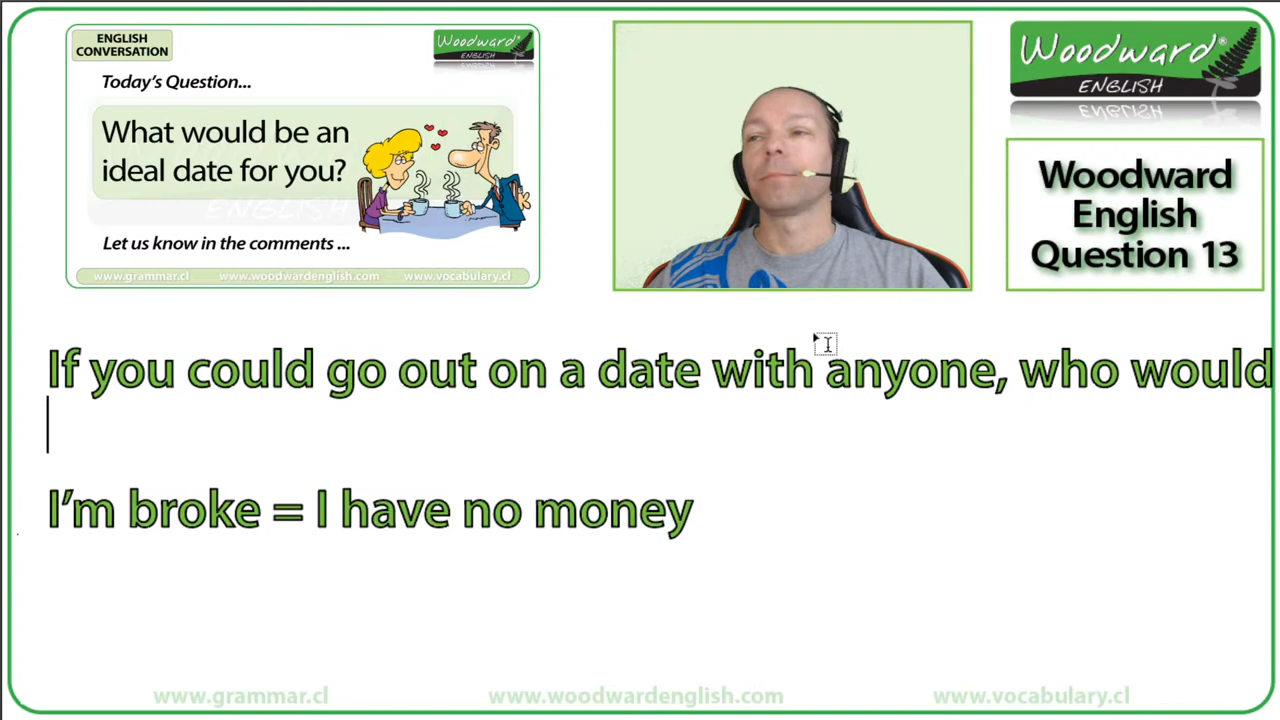 ENGLISH
CONVERSATION
Woodward
ENGLISH
Today's Question...
What would be an
ideal date for you?
Let us know in the comments ...
www.grammar.cl www.woodwardenglish.com www.vocabulary.cl
Woodward®
ENGLISH
Woodward
English
Question 13
If you could go out on a date with anyone, who would
I'm broke = I have no money
www.grammar.cl www.woodwardenglish.com www.vocabulary.cl